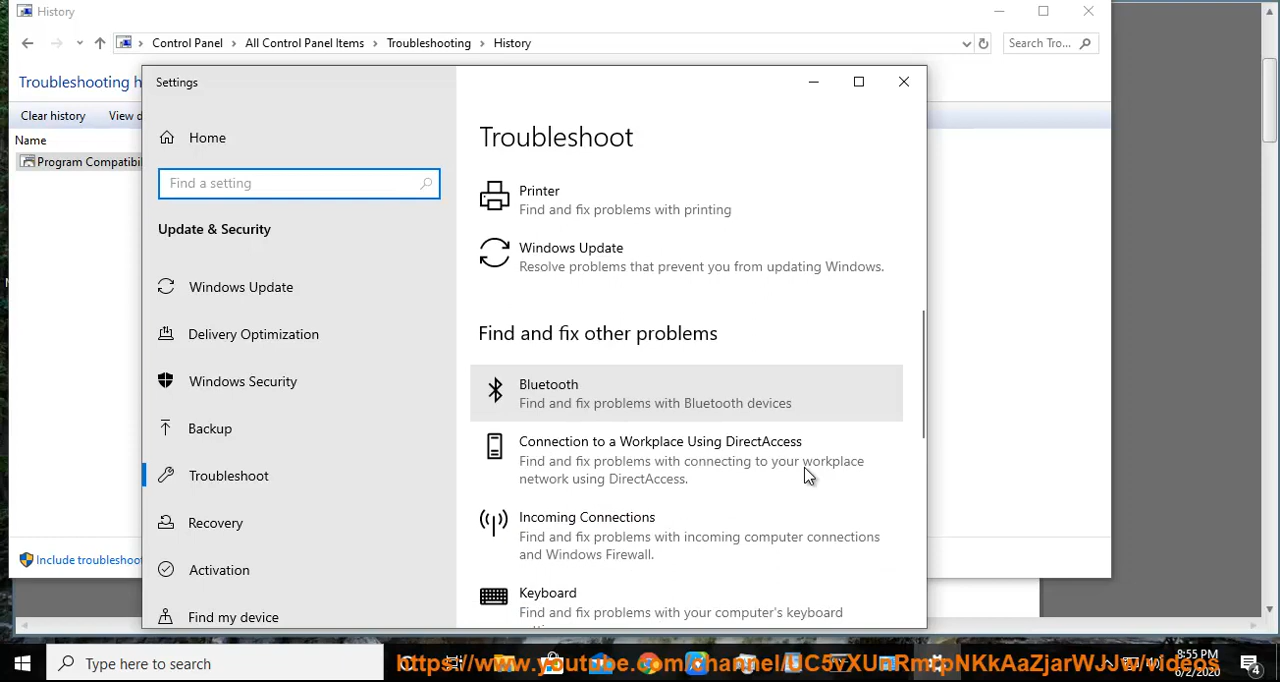 History
Control Panel > All Control Panel Items > Troubleshooting > History
Search Tro...
Troubleshooting h
Clear history
View d
Name
Program Compatibil
Include troubleshoot
Settings
Home
Find a setting
Update & Security
Windows Update
Delivery Optimization
Windows Security
Backup
Troubleshoot
Recovery
Activation
Find my device
Troubleshoot
Printer
Find and fix problems with printing
Windows Update
Resolve problems that prevent you from updating Windows.
Find and fix other problems
Bluetooth
Find and fix problems with Bluetooth devices
Connection to a Workplace Using DirectAccess
Find and fix problems with connecting to your workplace
network using DirectAccess.
Incoming Connections
Find and fix problems with incoming computer connections
and Windows Firewall.
Keyboard
Find and fix problems with your computer's keyboard
Type here to search
8:55 PM
6/2/2020
4